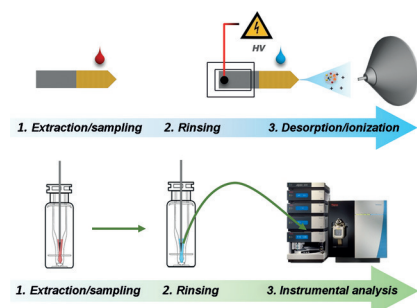 HV
1. Extraction/sampling 2. Rinsing 3. Desorption/ionization
1. Extraction/sampling 2. Rinsing 3. Instrumental analysis